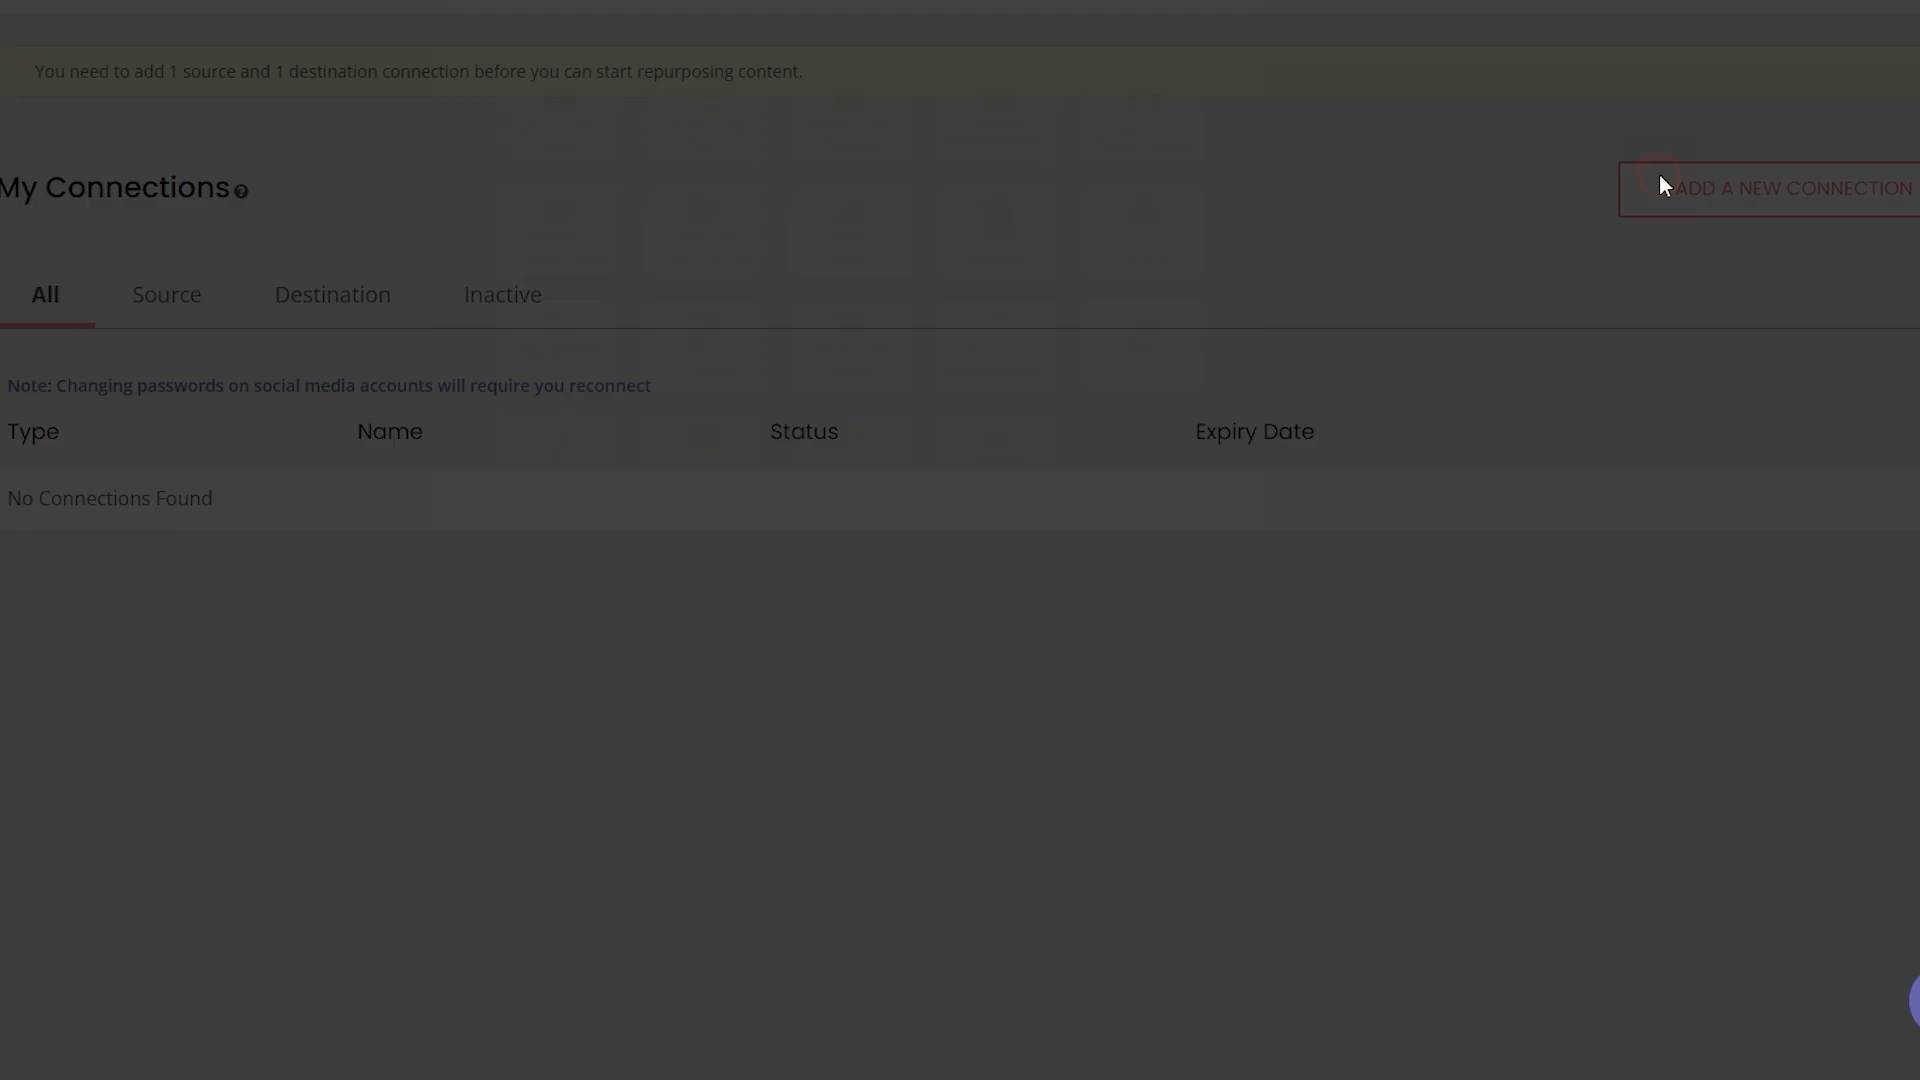 You need to add 1 source and 1 destination connection before you can start repurposing content.
My Connections
ADD A NEW CONNECTION
All
Source
Destination
Inactive
Note: Changing passwords on social media accounts will require you reconnect
Type
Name
Status
Expiry Date
No Connections Found